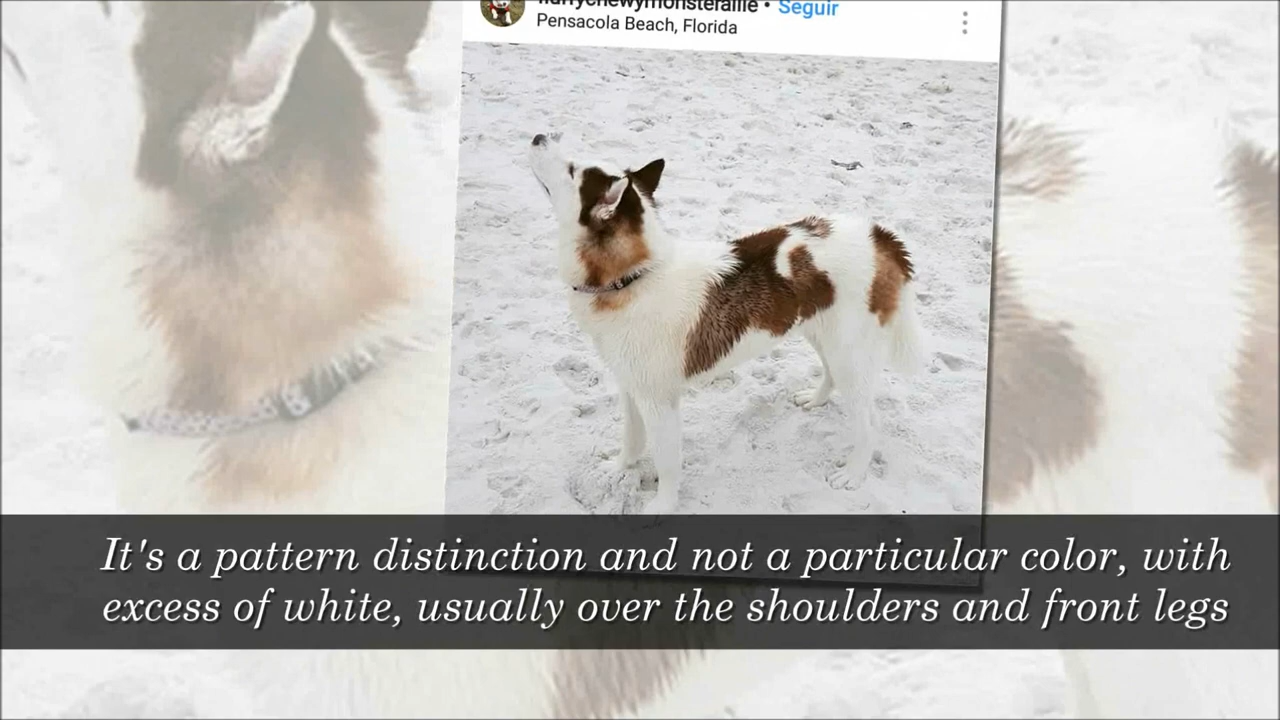 fluffychewymonsterallie • Seguir
Pensacola Beach, Florida
It's a pattern distinction and not a particular color, with
excess of white, usually over the shoulders and front legs